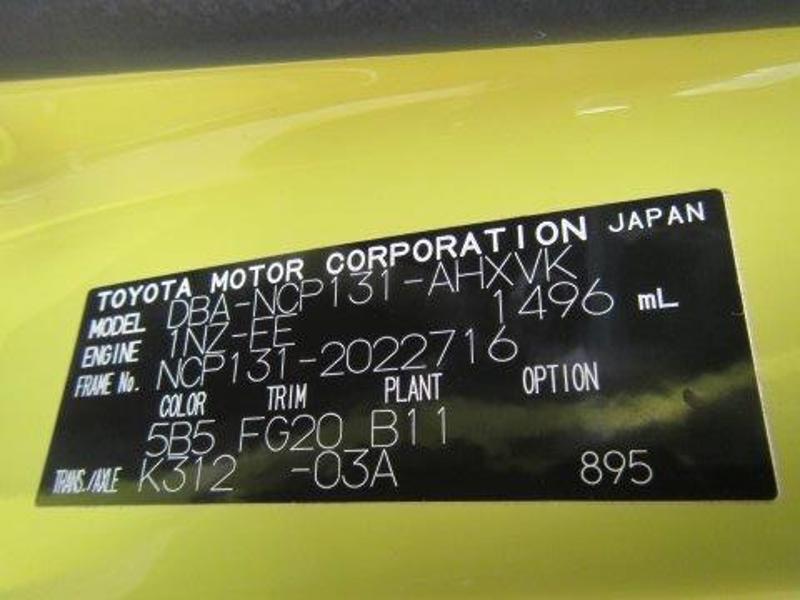 TOYOTA MOTOR CORPORATION JAPAN
MODEL DBA-NCP131-AHXVK
ENGINE 1NZ-FE 1496 mL
FRAME No. NCP131-2022716
COLOR TRIM PLANT OPTION
5B5 FG20 B11
TRANS./AXLE K312 -03A 895